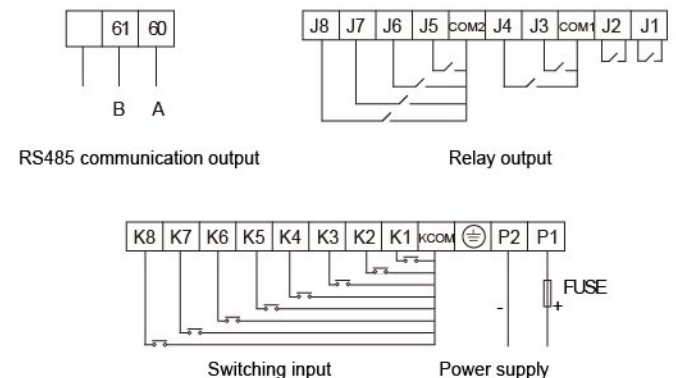 61 60
B A
RS485 communication output
J8 J7 J6 J5 COM2 J4 J3 COM1 J2 J1
Relay output
K8 K7 K6 K5 K4 K3 K2 K1 KCOM P2 P1
FUSE
- +
Switching input
Power supply